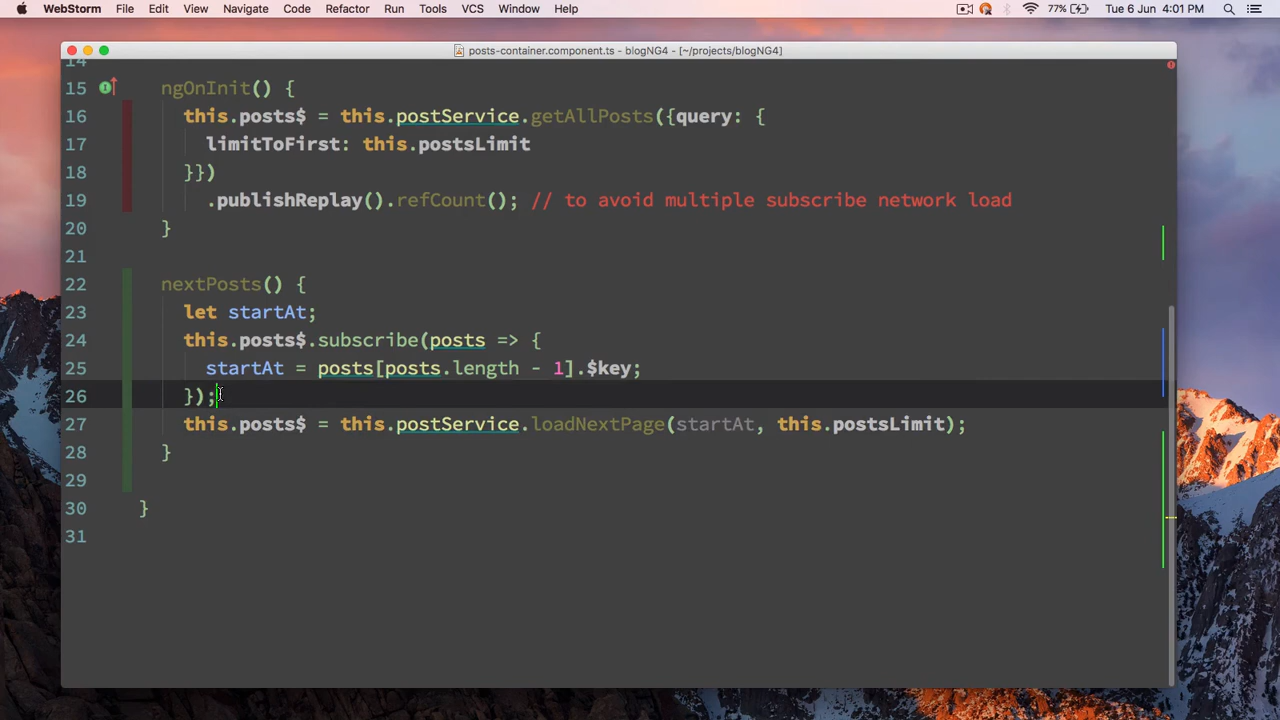 WebStorm File Edit View Navigate Code Refactor Run Tools VCS Window Help 77% Tue 6 Jun 4:01 PM
posts-container.component.ts - blogNG4 - [~/projects/blogNG4]
14
15 ngOnInit() {
16 this.posts$ = this.postService.getAllPosts({query: {
17 limitToFirst: this.postsLimit
18 }})
19 .publishReplay().refCount(); // to avoid multiple subscribe network load
20 }
21
22 nextPosts() {
23 let startAt;
24 this.posts$.subscribe(posts => {
25 startAt = posts[posts.length - 1].$key;
26 });
27 this.posts$ = this.postService.loadNextPage(startAt, this.postsLimit);
28 }
29
30 }
31